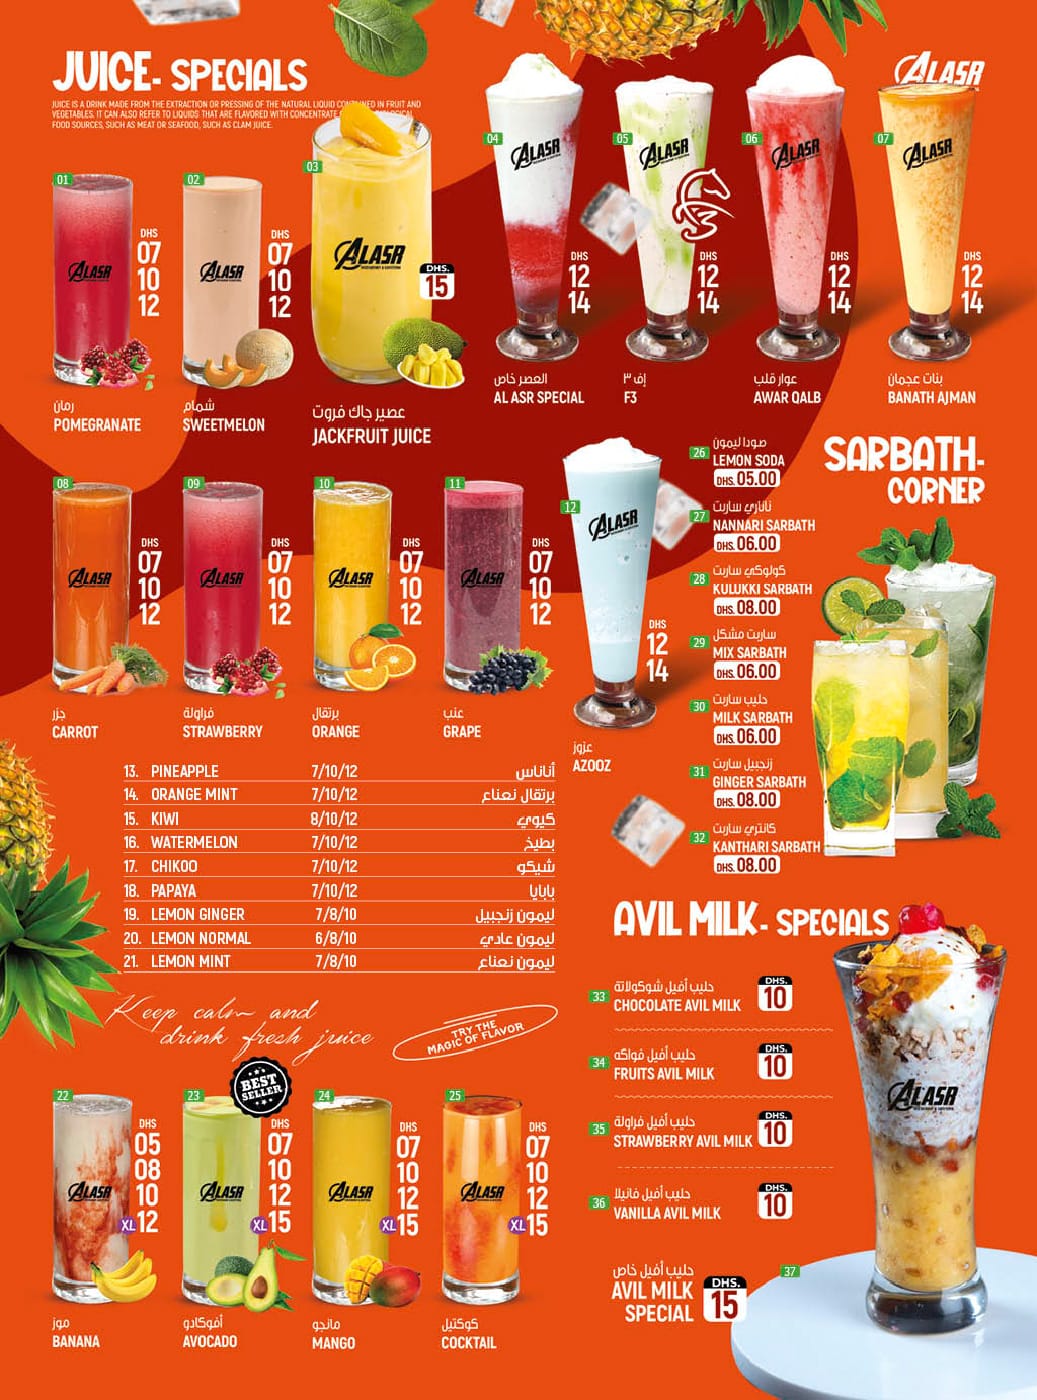 JUICE- SPECIALS
JUICE IS A DRINK MADE FROM THE EXTRACTION OR PRESSING OF THE NATURAL LIQUID CONTAINED IN FRUIT AND
VEGETABLES. IT CAN ALSO REFER TO LIQUIDS THAT ARE FLAVORED WITH CONCENTRATE
FOOD SOURCES, SUCH AS MEAT OR SEAFOOD, SUCH AS CLAM JUICE.
ALASR
01
ALASR
DHS
07
10
12
رمان
POMEGRANATE
02
ALASR
DHS
07
10
12
شمام
SWEETMELON
03
ALASR
DHS.
15
عصير جاك فروت
JACKFRUIT JUICE
04
ALASR
DHS
12
14
العصر خاص
AL ASR SPECIAL
05
ALASR
DHS
12
14
إف ٣
F3
06
ALASR
DHS
12
14
عوار قلب
AWAR QALB
07
ALASR
DHS
12
14
بنات عجمان
BANATH AJMAN
08
ALASR
DHS
07
10
12
جزر
CARROT
09
ALASR
DHS
07
10
12
فراولة
STRAWBERRY
10
ALASR
DHS
07
10
12
برتقال
ORANGE
11
ALASR
DHS
07
10
12
عنب
GRAPE
12
ALASR
DHS
12
14
عزوز
AZOOZ
SARBATH-
CORNER
26
صودا ليمون
LEMON SODA
DHS. 05.00
27
ناناري ساربت
NANNARI SARBATH
DHS. 06.00
28
كولوكي ساربت
KULUKKI SARBATH
DHS. 08.00
29
ساربت مشكل
MIX SARBATH
DHS. 06.00
30
حليب ساربت
MILK SARBATH
DHS. 06.00
31
زنجبيل ساربت
GINGER SARBATH
DHS. 08.00
32
كانتري ساربت
KANTHARI SARBATH
DHS. 08.00
13. PINEAPPLE 7/10/12 أناناس
14. ORANGE MINT 7/10/12 برتقال نعناع
15. KIWI 8/10/12 كيوي
16. WATERMELON 7/10/12 بطيخ
17. CHIKOO 7/10/12 شيكو
18. PAPAYA 7/10/12 بابايا
19. LEMON GINGER 7/8/10 ليمون زنجبيل
20. LEMON NORMAL 6/8/10 ليمون عادي
21. LEMON MINT 7/8/10 ليمون نعناع
Keep calm and
drink fresh juice
TRY THE
MAGIC OF FLAVOR
22
ALASR
DHS
05
08
10
XL 12
موز
BANANA
23
BEST
SELLER
ALASR
DHS
07
10
12
XL 15
أفوكادو
AVOCADO
24
ALASR
DHS
07
10
12
XL 15
مانجو
MANGO
25
ALASR
DHS
07
10
12
XL 15
كوكتيل
COCKTAIL
AVIL MILK- SPECIALS
33
حليب أفيل شوكولاتة
CHOCOLATE AVIL MILK
DHS.
10
34
حليب أفيل فواكه
FRUITS AVIL MILK
DHS.
10
35
حليب أفيل فراولة
STRAWBERRY AVIL MILK
DHS.
10
36
حليب أفيل فانيلا
VANILLA AVIL MILK
DHS.
10
37
حليب أفيل خاص
AVIL MILK
SPECIAL
DHS.
15
ALASR